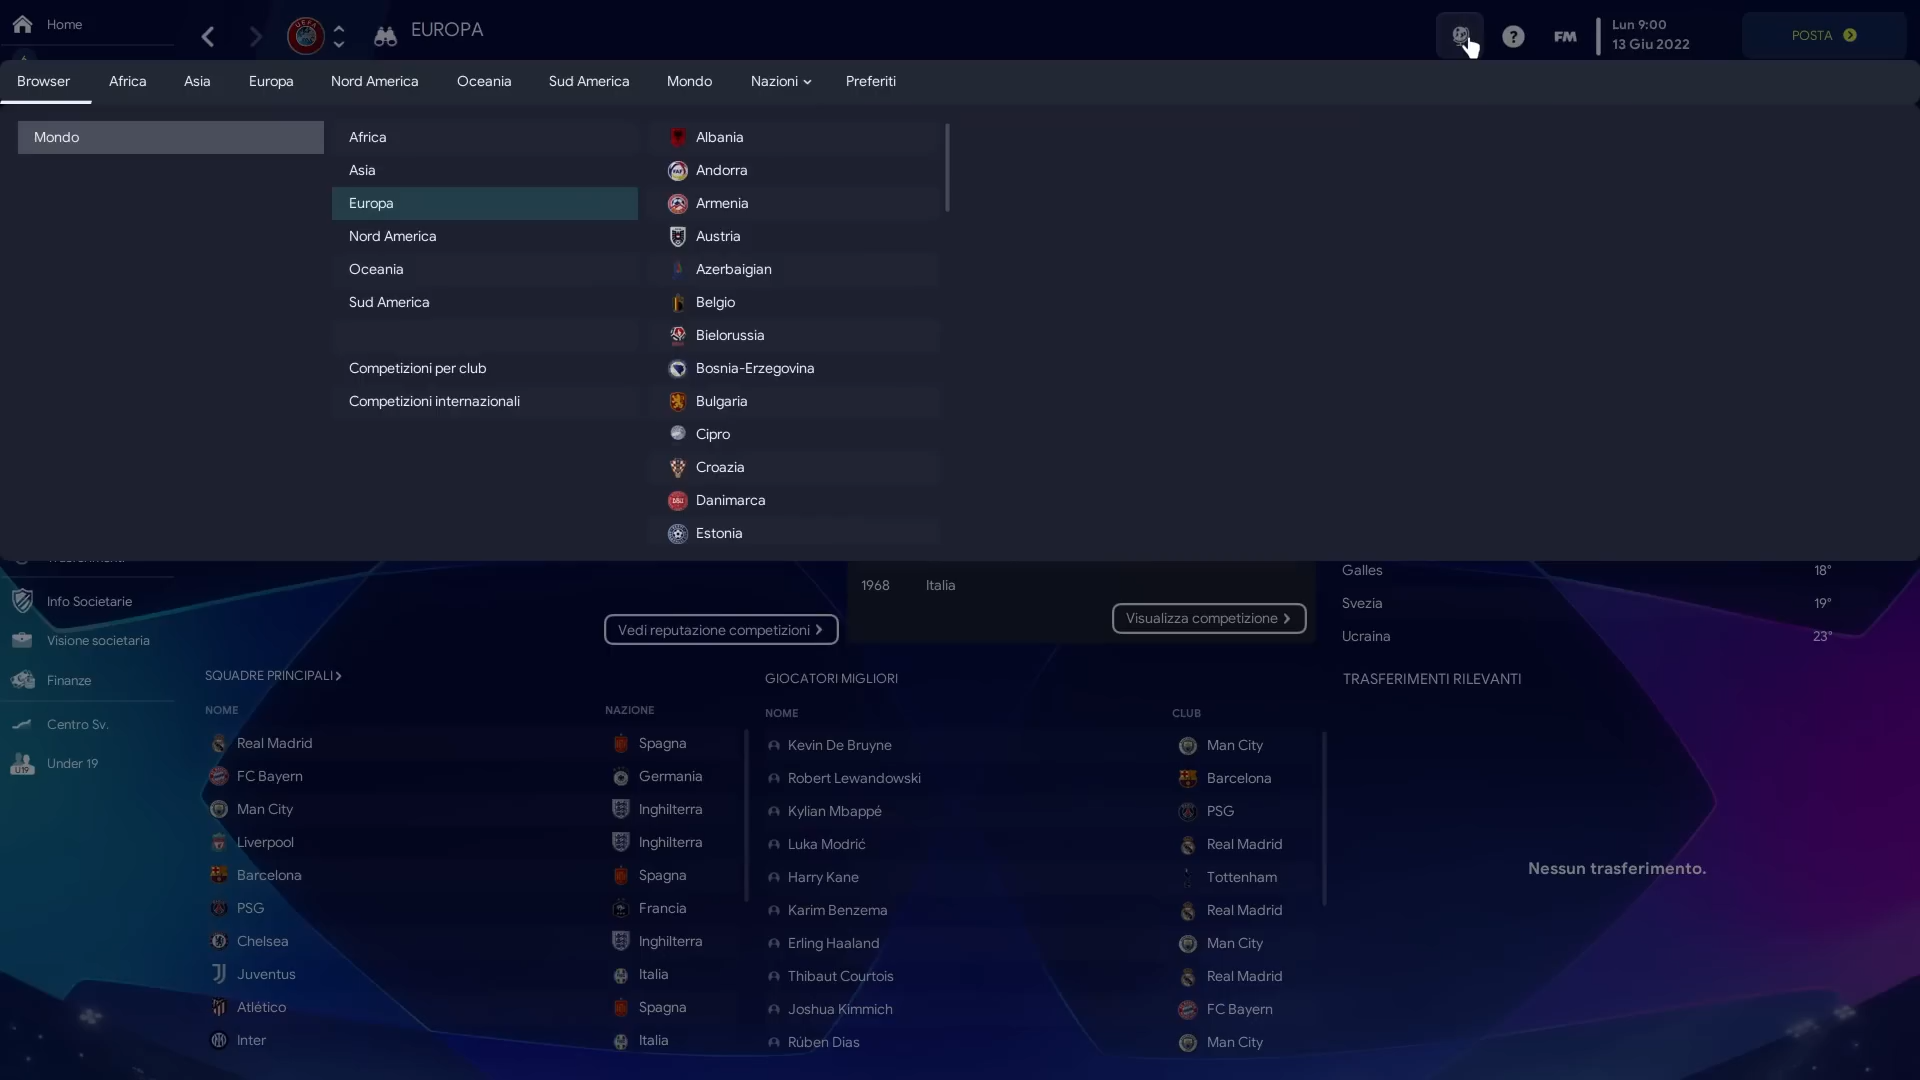 Home
EUROPA
FM
Lun 9:00
13 Giu 2022
POSTA
Browser
Africa
Asia
Europa
Nord America
Oceania
Sud America
Mondo
Nazioni
Preferiti
Mondo
Africa
Asia
Europa
Nord America
Oceania
Sud America
Competizioni per club
Competizioni internazionali
Albania
Andorra
Armenia
Austria
Azerbaigian
Belgio
Bielorussia
Bosnia-Erzegovina
Bulgaria
Cipro
Croazia
Danimarca
Estonia
Info Societarie
Visione societaria
Finanze
Centro Sv.
Under 19
1968 Italia
Vedi reputazione competizioni
Visualizza competizione
Galles 18°
Svezia 19°
Ucraina 23°
SQUADRE PRINCIPALI
NOME NAZIONE
Real Madrid Spagna
FC Bayern Germania
Man City Inghilterra
Liverpool Inghilterra
Barcelona Spagna
PSG Francia
Chelsea Inghilterra
Juventus Italia
Atlético Spagna
Inter Italia
GIOCATORI MIGLIORI
NOME CLUB
Kevin De Bruyne Man City
Robert Lewandowski Barcelona
Kylian Mbappé PSG
Luka Modrić Real Madrid
Harry Kane Tottenham
Karim Benzema Real Madrid
Erling Haaland Man City
Thibaut Courtois Real Madrid
Joshua Kimmich FC Bayern
Rúben Dias Man City
TRASFERIMENTI RILEVANTI
Nessun trasferimento.